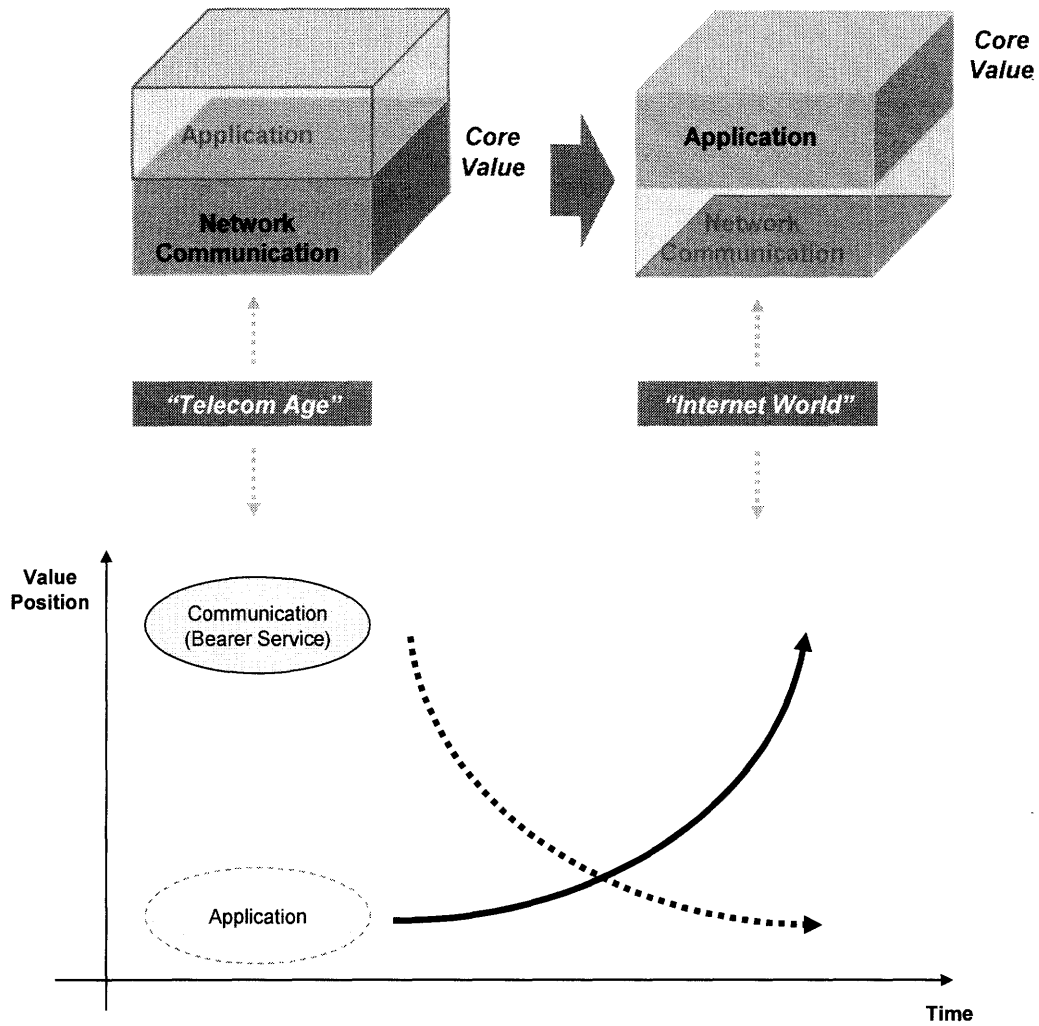 Application
Network
Communication
Core
Value
Application
Network
Communication
Core
Value
“Telecom Age”
“Internet World”
Value
Position
Communication
(Bearer Service)
Application
Time